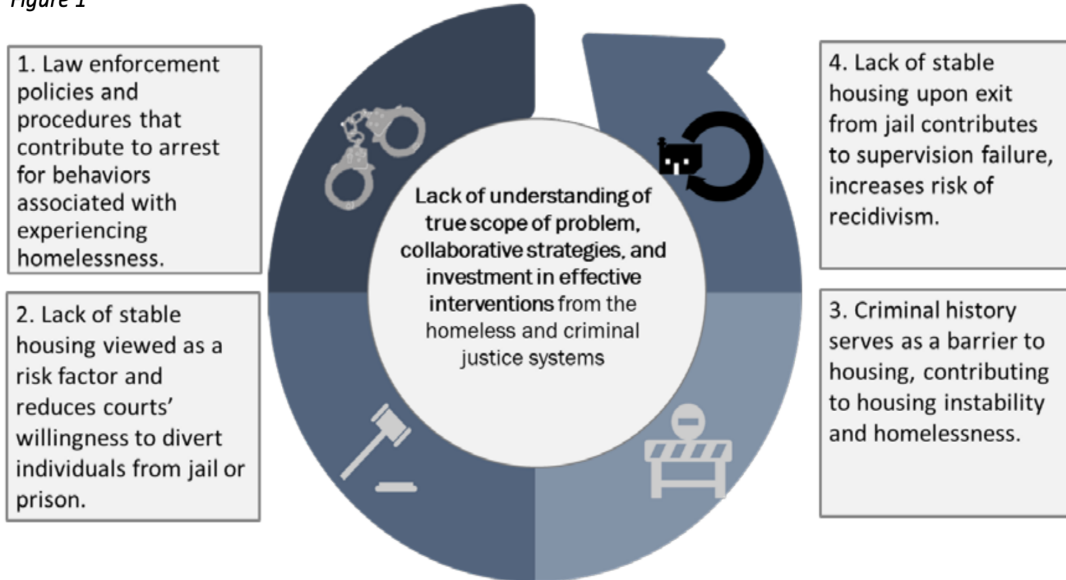 Figure 1
1. Law enforcement
policies and
procedures that
contribute to arrest
for behaviors
associated with
experiencing
homelessness.
2. Lack of stable
housing viewed as a
risk factor and
reduces courts’
willingness to divert
individuals from jail or
prison.
Lack of understanding of
true scope of problem,
collaborative strategies, and
investment in effective
interventions from the
homeless and criminal
justice systems
4. Lack of stable
housing upon exit
from jail contributes
to supervision failure,
increases risk of
recidivism.
3. Criminal history
serves as a barrier to
housing, contributing
to housing instability
and homelessness.